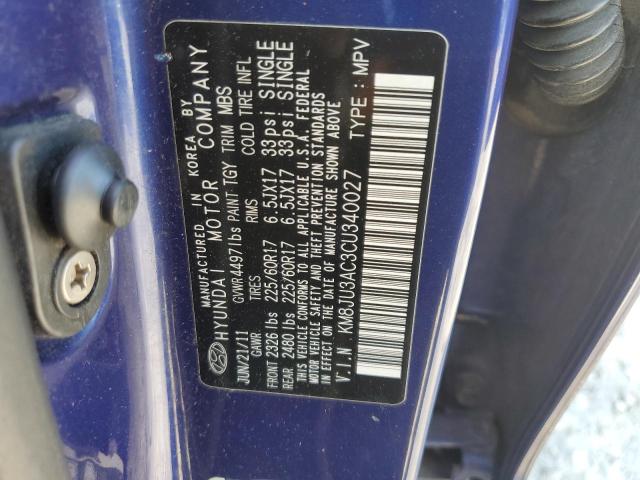 MANUFACTURED IN KOREA BY
HYUNDAI MOTOR COMPANY
JUN/21/11 GVWR 4497 lbs PAINT TGY TRIM MBS
GAWR TIRES RIMS COLD TIRE INFL
FRONT 2326 lbs 225/60R17 6.5JX17 33psi SINGLE
REAR 2480 lbs 225/60R17 6.5JX17 33psi SINGLE
THIS VEHICLE CONFORMS TO ALL APPLICABLE U.S.A. FEDERAL
MOTOR VEHICLE SAFETY AND THEFT PREVENTION STANDARDS
IN EFFECT ON THE DATE OF MANUFACTURE SHOWN ABOVE
V.I.N KM8JU3AC3CU340027 TYPE : MPV